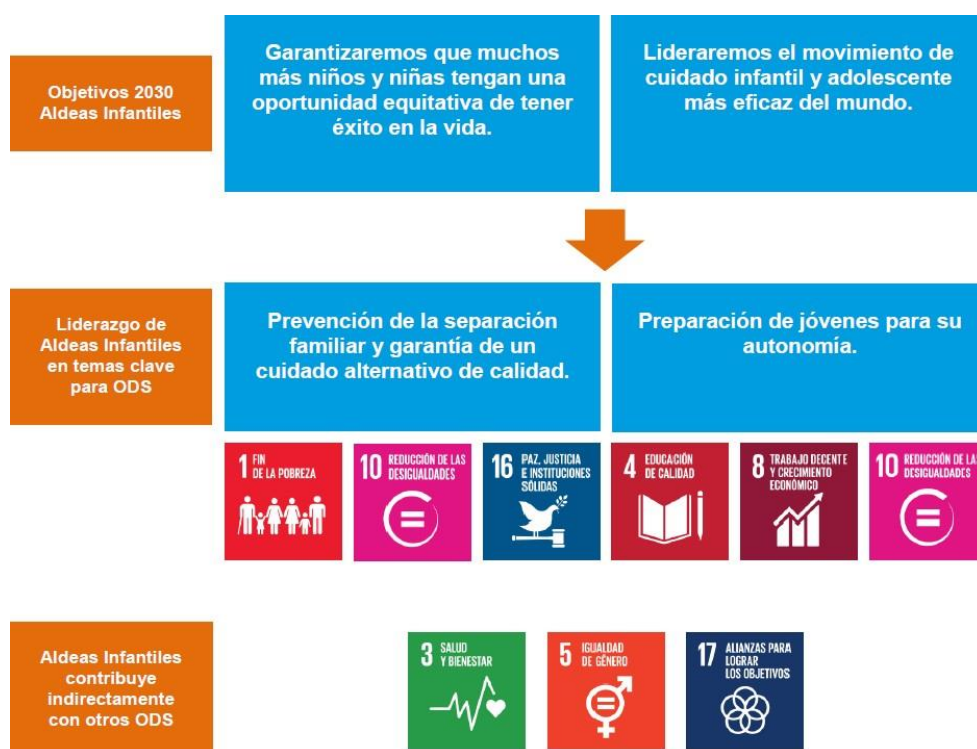 Objetivos 2030
Aldeas Infantiles
Garantizaremos que muchos
más niños y niñas tengan una
oportunidad equitativa de tener
éxito en la vida.
Lideraremos el movimiento de
cuidado infantil y adolescente
más eficaz del mundo.
Liderazgo de
Aldeas Infantiles
en temas clave
para ODS
Prevención de la separación
familiar y garantía de un
cuidado alternativo de calidad.
Preparación de jóvenes para su
autonomía.
1 FIN
DE LA POBREZA
10 REDUCCIÓN DE LAS
DESIGUALDADES
16 PAZ, JUSTICIA
E INSTITUCIONES
SÓLIDAS
4 EDUCACIÓN
DE CALIDAD
8 TRABAJO DECENTE
Y CRECIMIENTO
ECONÓMICO
10 REDUCCIÓN DE LAS
DESIGUALDADES
Aldeas Infantiles
contribuye
indirectamente
con otros ODS
3 SALUD
Y BIENESTAR
5 IGUALDAD
DE GÉNERO
17 ALIANZAS PARA
LOGRAR
LOS OBJETIVOS